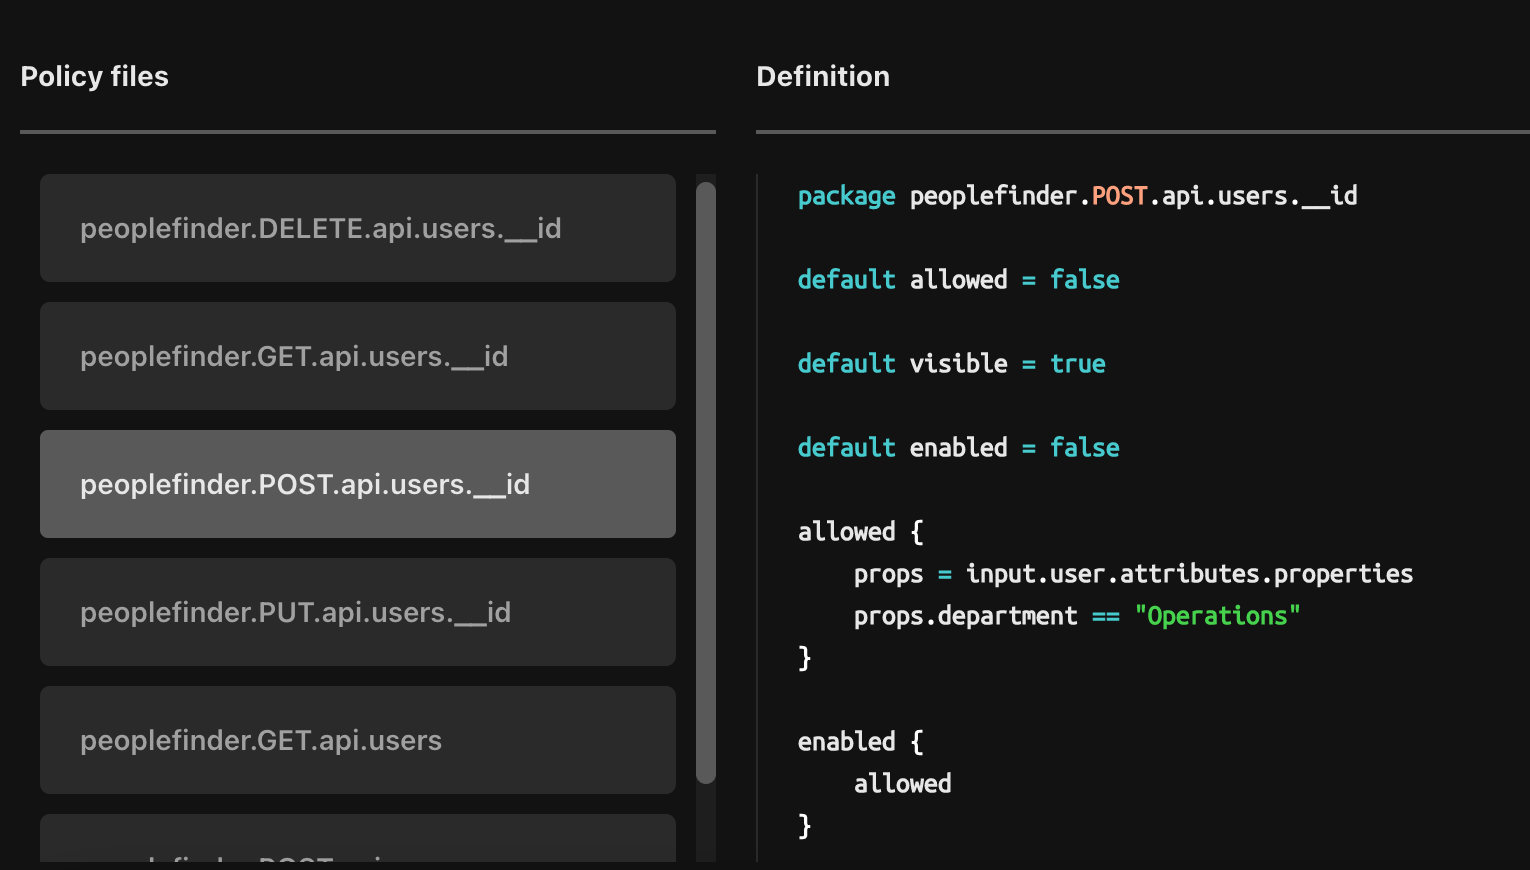 Policy files
peoplefinder.DELETE.api.users.__id
peoplefinder.GET.api.users.__id
peoplefinder.POST.api.users.__id
peoplefinder.PUT.api.users.__id
peoplefinder.GET.api.users
Definition
package peoplefinder.POST.api.users.__id
default allowed = false
default visible = true
default enabled = false
allowed {
    props = input.user.attributes.properties
    props.department == "Operations"
}
enabled {
    allowed
}